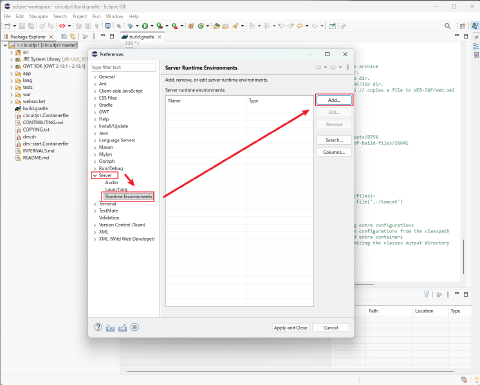 eclipse-workspace - circuitjs1/build.gradle - Eclipse IDE
File Edit Navigate Search Project Run Window Help
Package Explorer
build.gradle
circuitjs1 [circuitjs1 master]
src
JRE System Library
GWT SDK
app
lang
tests
war
websocket
build.gradle
circuitjs1.Containerfile
CONTRIBUTING.md
COPYING.txt
dev.sh
dev-start.Containerfile
INTERNALS.md
README.md
Preferences
type filter text
General
Ant
Client-side JavaScript
CSS Files
Gradle
GWT
Help
Install/Update
Java
Language Servers
Maven
Mylyn
Oomph
Run/Debug
Server
Audio
Launching
Runtime Environments
Terminal
TextMate
Validation
Version Control (Team)
XML
XML (Wild Web Developer)
Server Runtime Environments
Add, remove, or edit server runtime environments.
Server runtime environments:
Name Type
Add...
Edit...
Remove
Search...
Columns...
Apply and Close Cancel
archive
dir.
/lib dir.
// copies a file to WEB-INF/web.xml
files):
file('../tomcat')
extra configurations
configurations from the classpath
extra containers
the classes output directory
Path Location Type